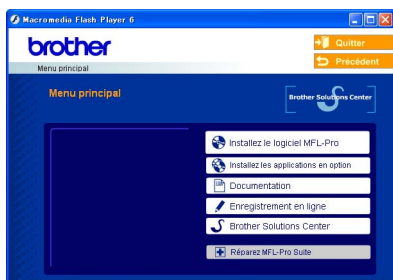 Macromedia Flash Player 6
brother
Quitter
Précédent
Menu principal
Menu principal
Brother Solutions Center
Installez le logiciel MFL-Pro
Installez les applications en option
Documentation
Enregistrement en ligne
Brother Solutions Center
Réparez MFL-Pro Suite